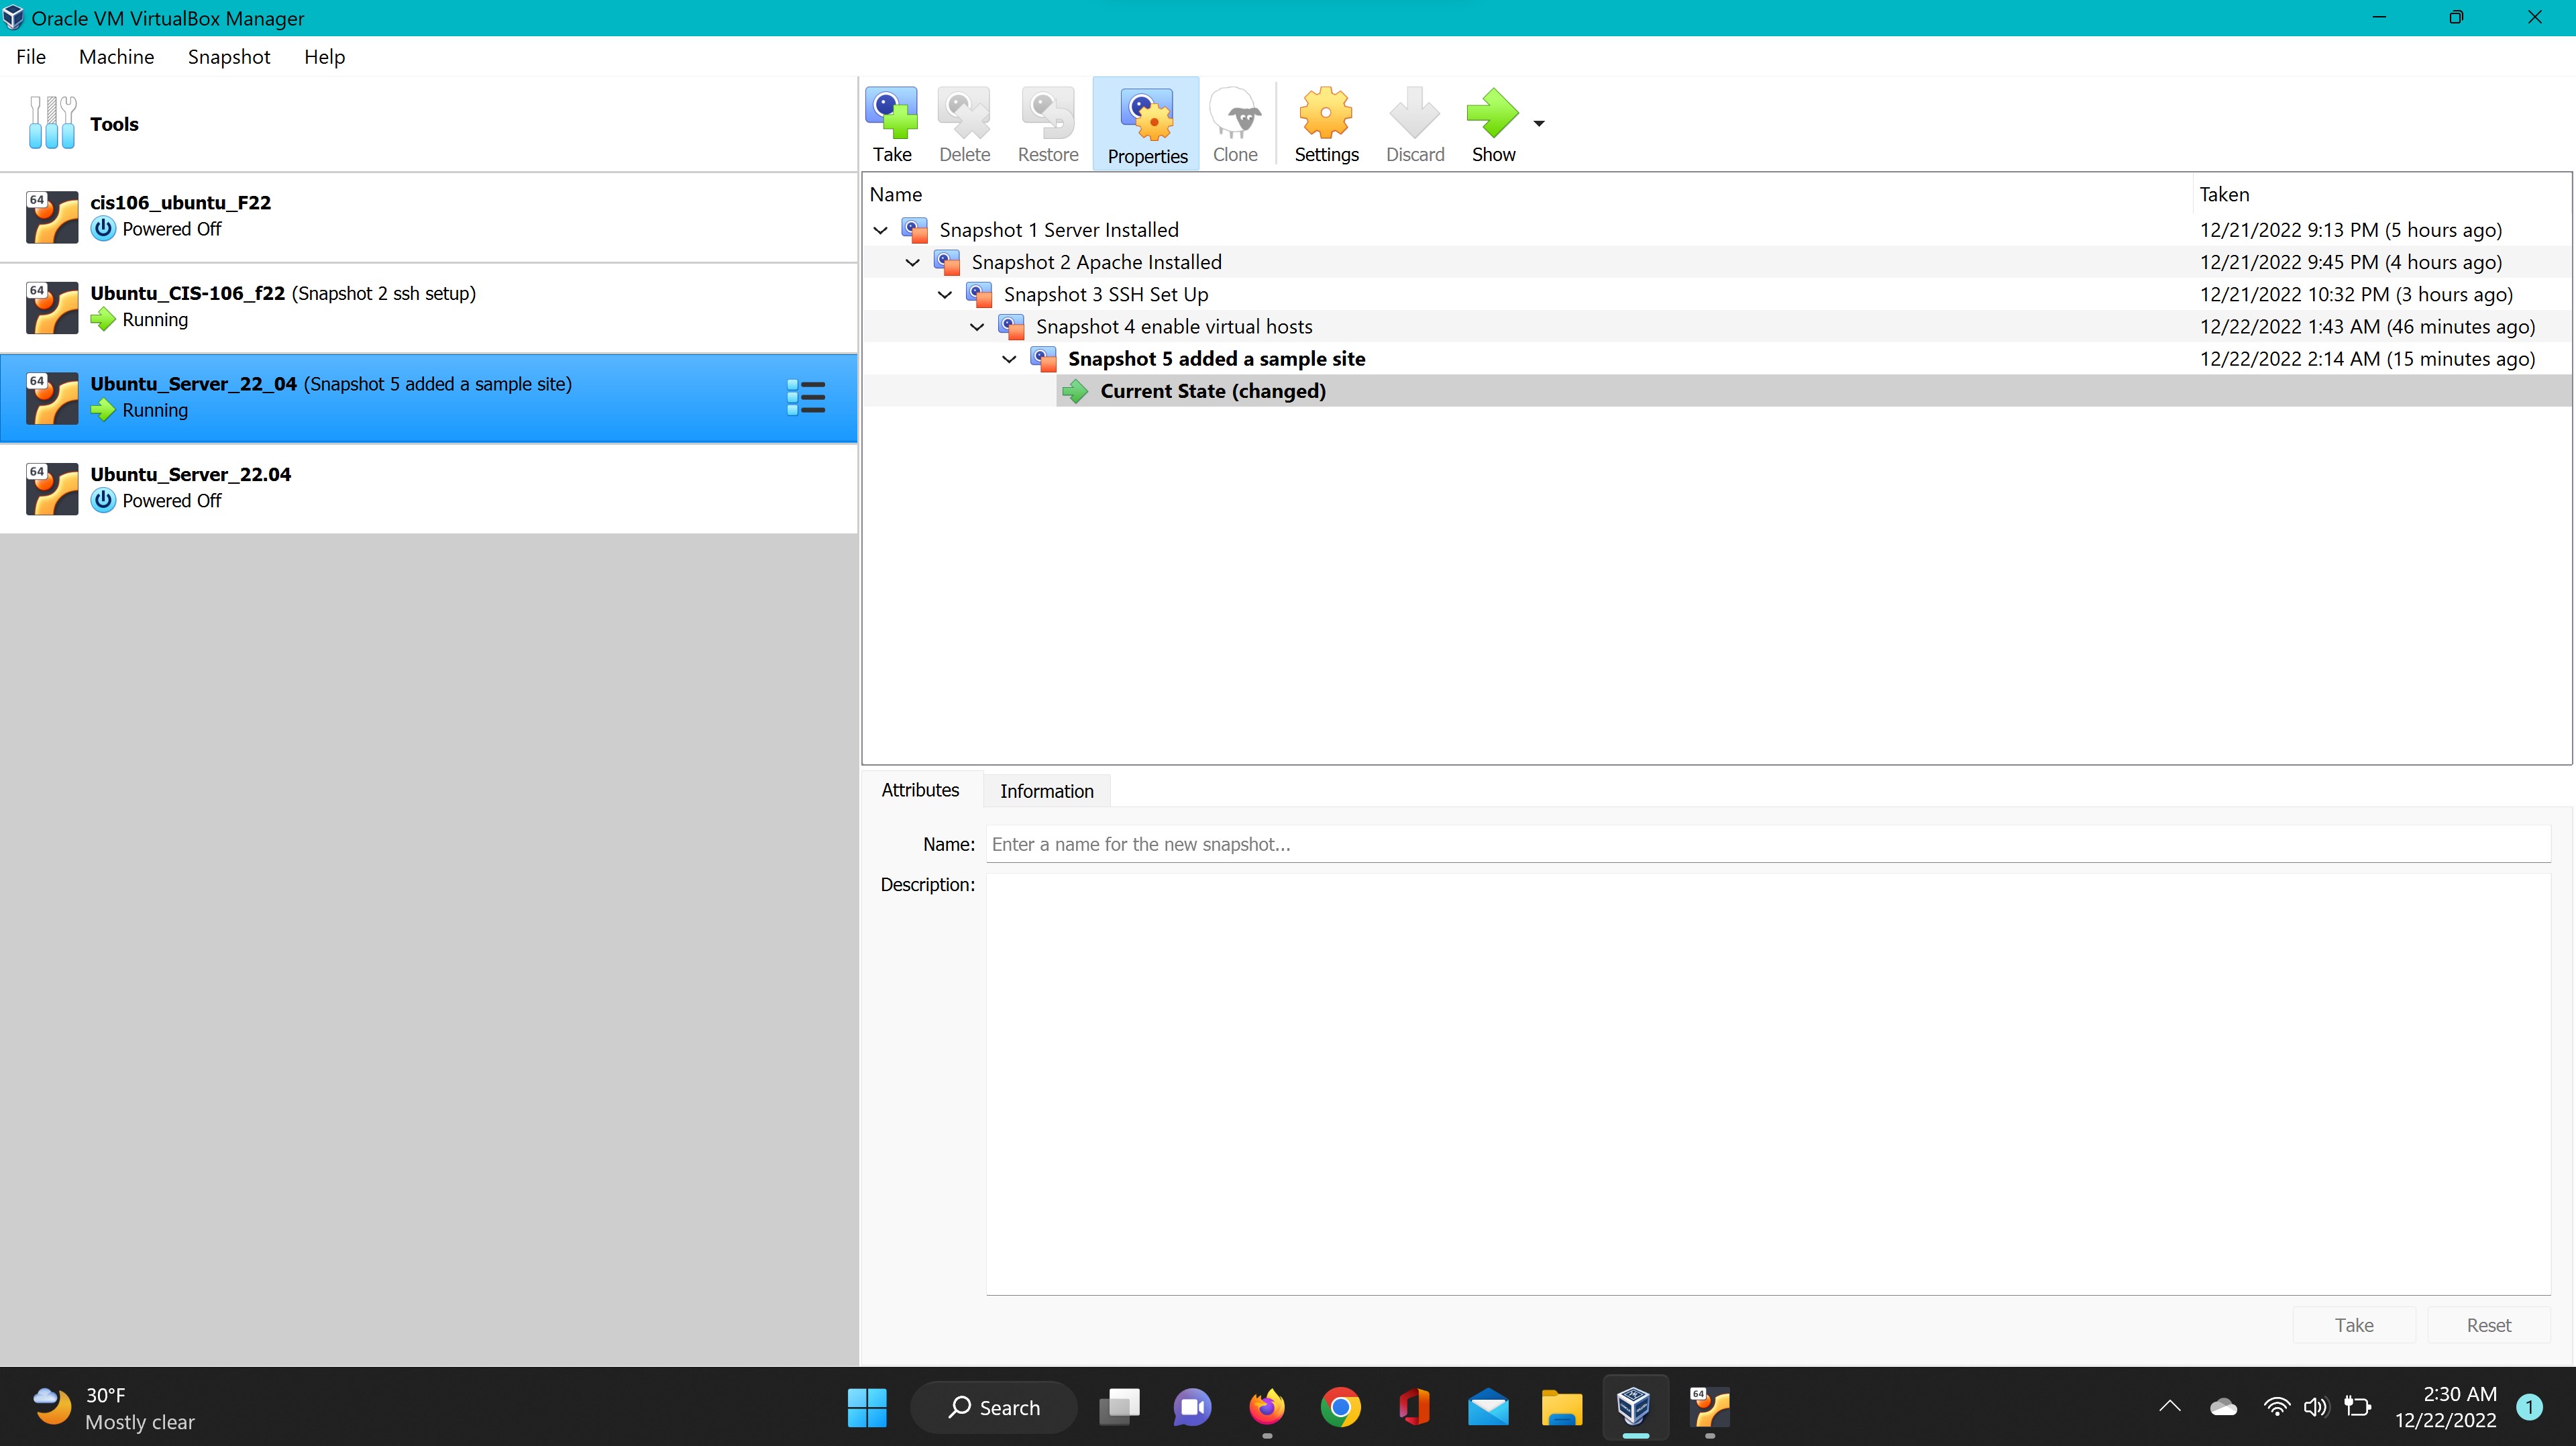 Oracle VM VirtualBox Manager
File Machine Snapshot Help
Tools
64
cis106_ubuntu_F22
Powered Off
64
Ubuntu_CIS-106_f22 (Snapshot 2 ssh setup)
Running
64
Ubuntu_Server_22_04 (Snapshot 5 added a sample site)
Running
64
Ubuntu_Server_22.04
Powered Off
Take Delete Restore Properties Clone Settings Discard Show
Name Taken
Snapshot 1 Server Installed 12/21/2022 9:13 PM (5 hours ago)
Snapshot 2 Apache Installed 12/21/2022 9:45 PM (4 hours ago)
Snapshot 3 SSH Set Up 12/21/2022 10:32 PM (3 hours ago)
Snapshot 4 enable virtual hosts 12/22/2022 1:43 AM (46 minutes ago)
Snapshot 5 added a sample site 12/22/2022 2:14 AM (15 minutes ago)
Current State (changed)
Attributes Information
Name: Enter a name for the new snapshot...
Description:
Take Reset
30°F
Mostly clear
Search
64
2:30 AM
12/22/2022
1